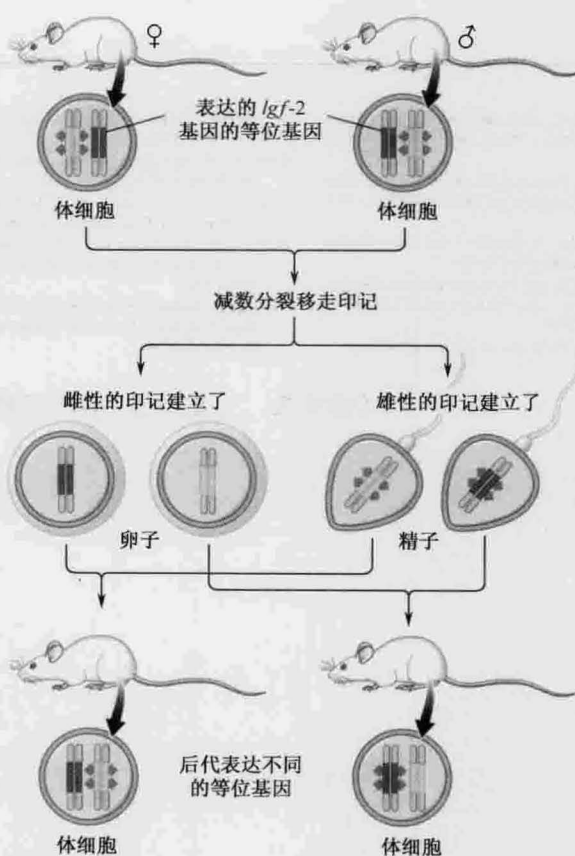 ♀
♂
表达的 Igf-2
基因的等位基因
体细胞
体细胞
减数分裂移走印记
雌性的印记建立了
雄性的印记建立了
卵子
精子
后代表达不同
的等位基因
体细胞
体细胞